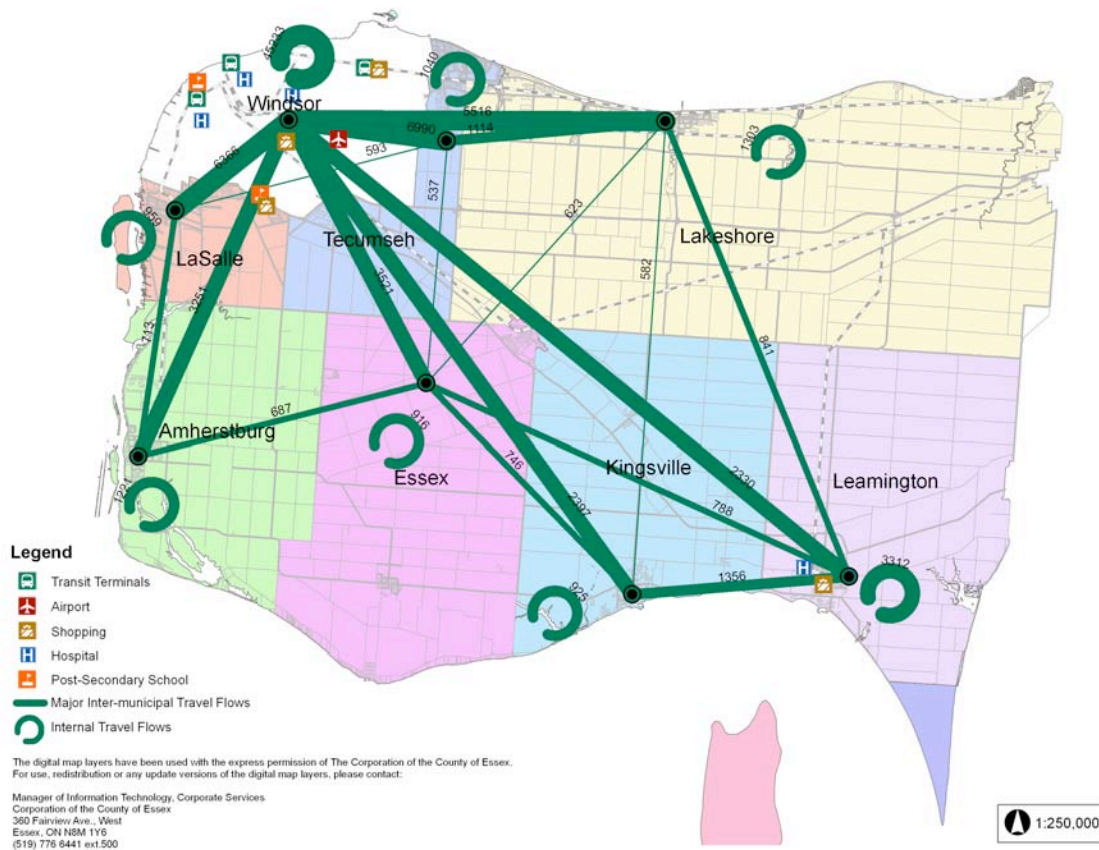 45233
1040
Windsor
5516
6990
1114
1303
593
6366
537
623
959
LaSalle
Tecumseh
Lakeshore
3521
582
3251
713
841
687
916
Amherstburg
Essex
746
Kingsville
2330
Leamington
788
1221
2397
3312
1356
925
Legend
Transit Terminals
Airport
Shopping
Hospital
Post-Secondary School
Major Inter-municipal Travel Flows
Internal Travel Flows
The digital map layers have been used with the express permission of The Corporation of the County of Essex.
For use, redistribution or any update versions of the digital map layers, please contact:
Manager of Information Technology, Corporate Services
Corporation of the County of Essex
360 Fairview Ave., West
Essex, ON N8M 1Y6
(519) 776 6441 ext.500
1:250,000